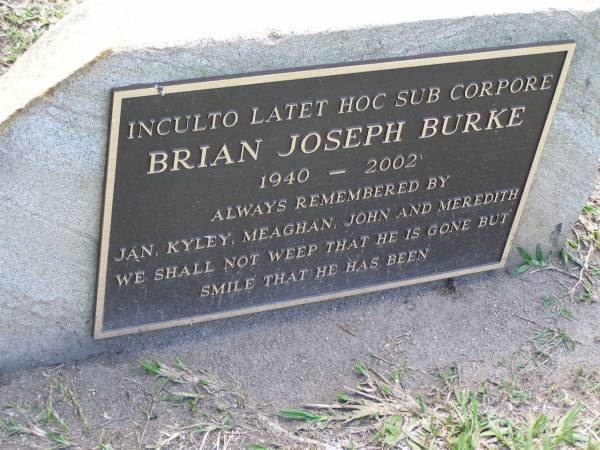 INCULTO LATET HOC SUB CORPORE
BRIAN JOSEPH BURKE
1940 — 2002
ALWAYS REMEMBERED BY
JAN, KYLEY, MEAGHAN, JOHN AND MEREDITH
WE SHALL NOT WEEP THAT HE IS GONE BUT
SMILE THAT HE HAS BEEN